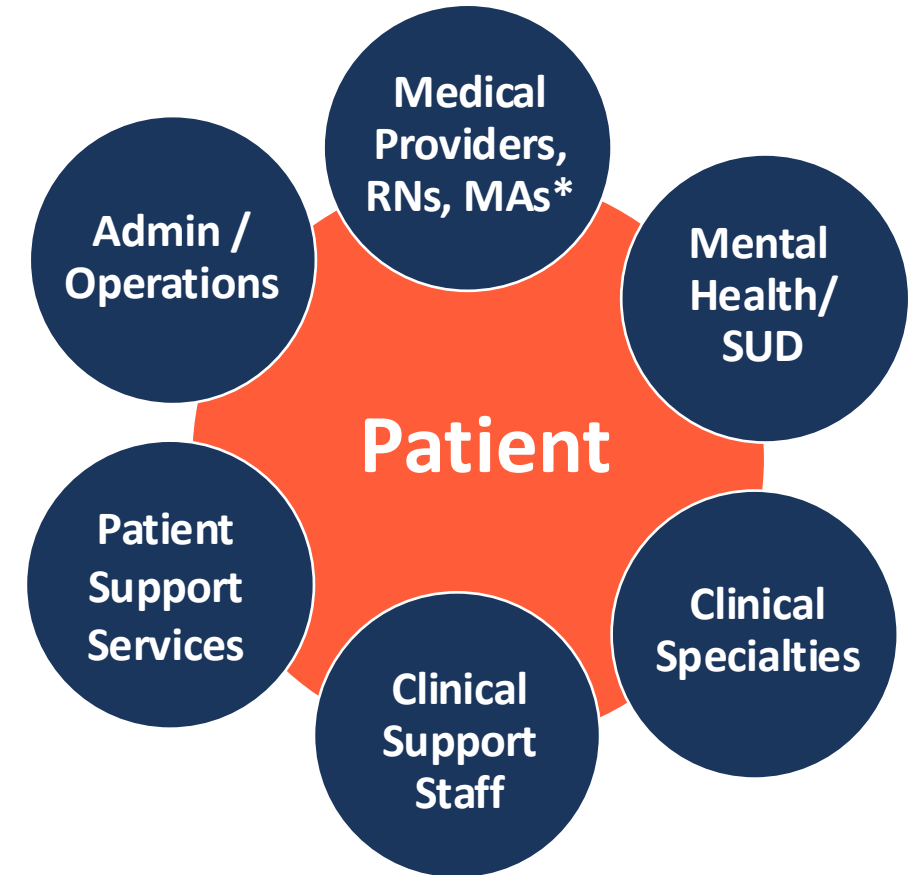 Medical
Providers,
RNs, MAs*
Admin /
Operations
Mental
Health/
SUD
Patient
Patient
Support
Services
Clinical
Specialties
Clinical
Support
Staff